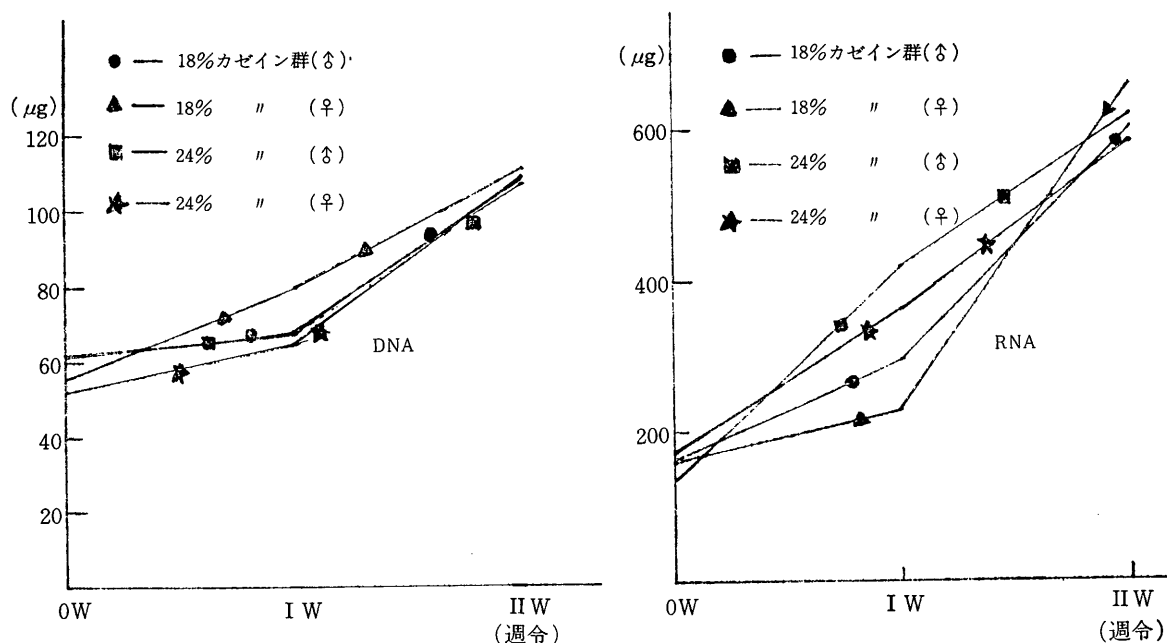 (μg)
● — 18%カゼイン群(♂)
▲ — 18% 〃 (♀)
■ — 24% 〃 (♂)
★ — 24% 〃 (♀)
120
100
80
60
40
20
DNA
0W
I W
II W
(週令)
(μg)
● — 18%カゼイン群(♂)
▲ — 18% 〃 (♀)
■ — 24% 〃 (♂)
★ — 24% 〃 (♀)
600
400
200
RNA
0W
I W
II W
(週令)